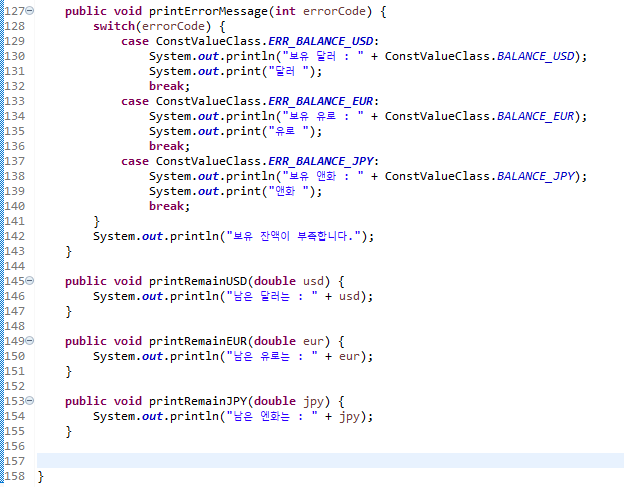 127 public void printErrorMessage(int errorCode) {
128 switch(errorCode) {
129 case ConstValueClass.ERR_BALANCE_USD:
130 System.out.println("보유 달러 : " + ConstValueClass.BALANCE_USD);
131 System.out.print("달러 ");
132 break;
133 case ConstValueClass.ERR_BALANCE_EUR:
134 System.out.println("보유 유로 : " + ConstValueClass.BALANCE_EUR);
135 System.out.print("유로 ");
136 break;
137 case ConstValueClass.ERR_BALANCE_JPY:
138 System.out.println("보유 앤화 : " + ConstValueClass.BALANCE_JPY);
139 System.out.print("앤화 ");
140 break;
141 }
142 System.out.println("보유 잔액이 부족합니다.");
143 }
144
145 public void printRemainUSD(double usd) {
146 System.out.println("남은 달러는 : " + usd);
147 }
148
149 public void printRemainEUR(double eur) {
150 System.out.println("남은 유로는 : " + eur);
151 }
152
153 public void printRemainJPY(double jpy) {
154 System.out.println("남은 엔화는 : " + jpy);
155 }
156
157
158 }